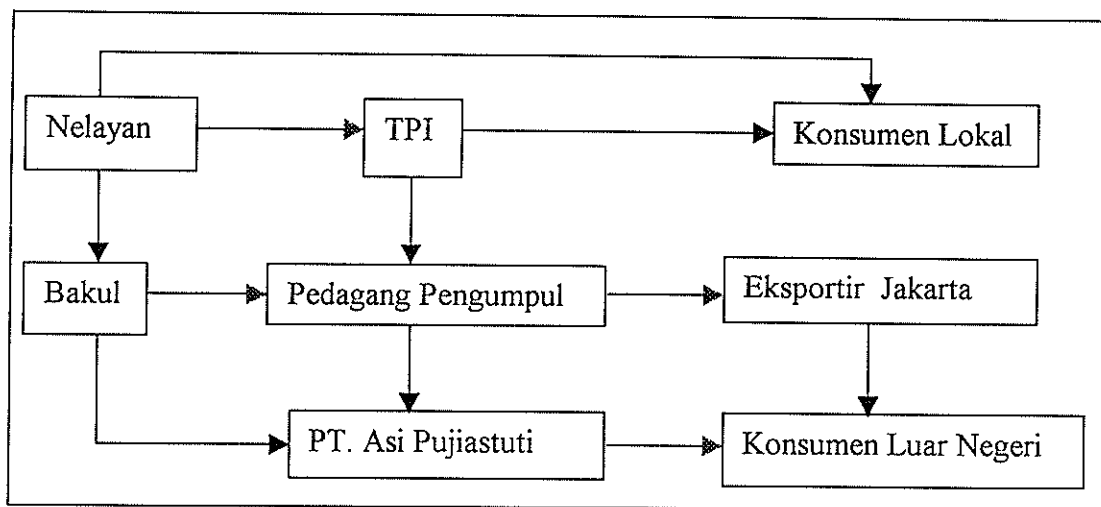 Nelayan
TPI
Konsumen Lokal
Bakul
Pedagang Pengumpul
Eksportir Jakarta
PT. Asi Pujiastuti
Konsumen Luar Negeri